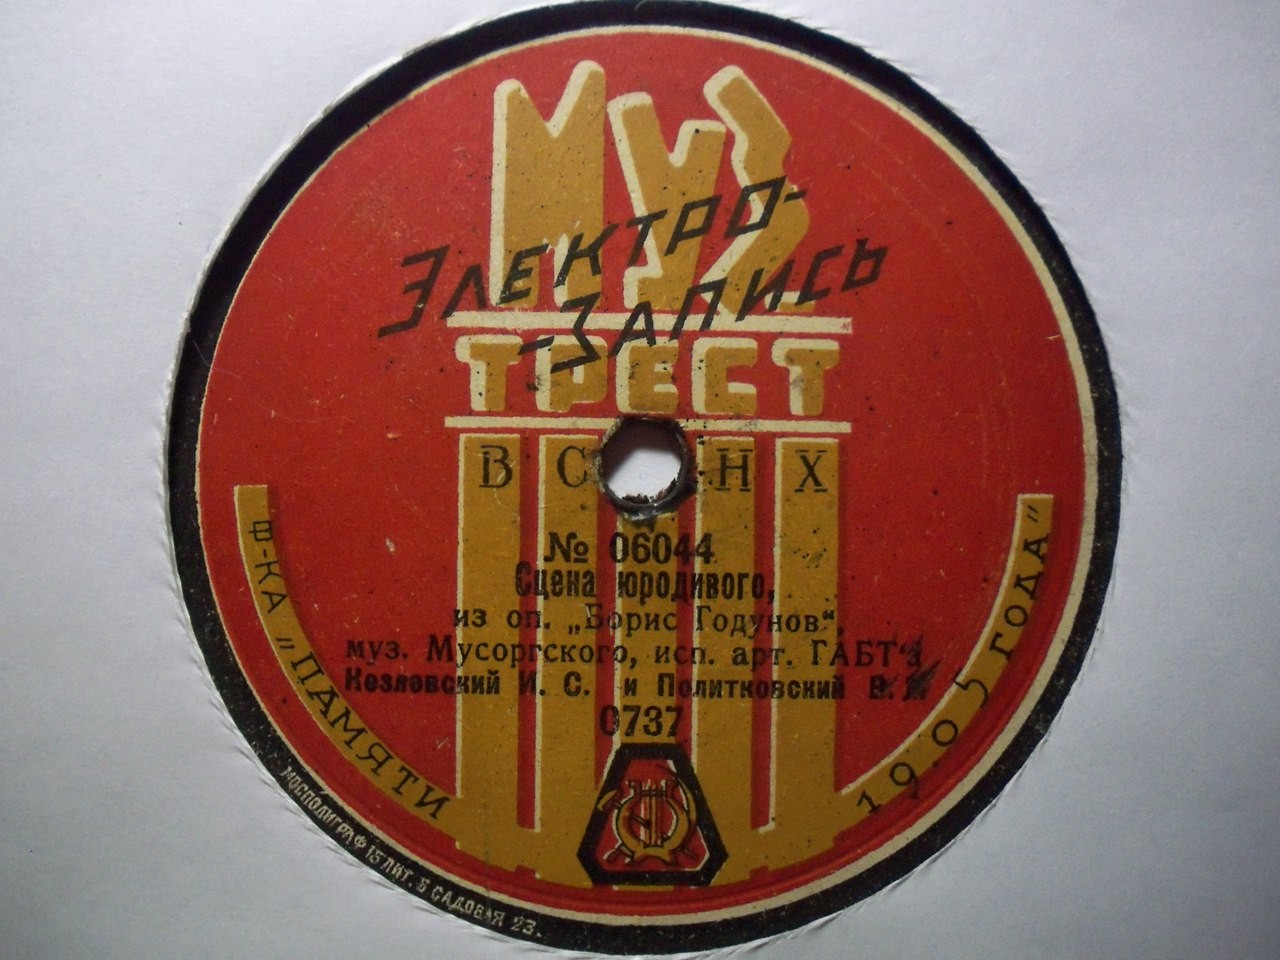 МУЗ
ЭЛЕКТРО-
-ЗАПИСЬ
ТРЕСТ
ВСНХ
№ 06044
Сцена юродивого,
из оп. „Борис Годунов“,
муз. Мусоргского, исп. арт. ГАБТ'а
Козловский И. С. и Политковский В.
0737
Ф-КА „ПАМЯТИ
1905 ГОДА"
МОСПОЛИГРАФ 15 ЛИТ. Б САДОВАЯ 23.